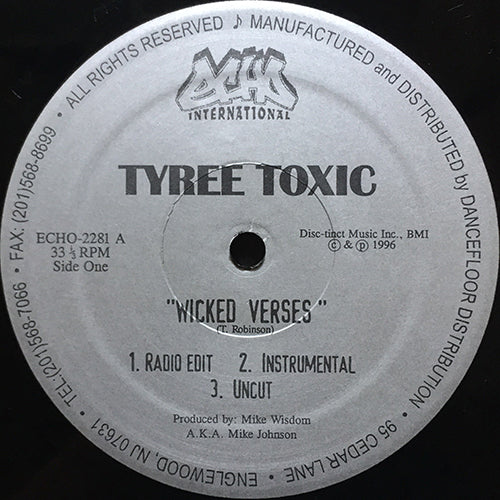 • ALL RIGHTS RESERVED ♪ MANUFACTURED and DISTRIBUTED by DANCEFLOOR DISTRIBUTION • 95 CEDAR LANE • ENGLEWOOD, NJ 07631 • TEL:(201)568-7066 • FAX: (201)568-8699
ECHO
INTERNATIONAL
TYREE TOXIC
ECHO-2281 A
33 ⅓ RPM
Side One
Disc-tinct Music Inc., BMI
© & ℗ 1996
"WICKED VERSES"
(T. Robinson)
1. RADIO EDIT 2. INSTRUMENTAL
3. UNCUT
Produced by: Mike Wisdom
A.K.A. Mike Johnson